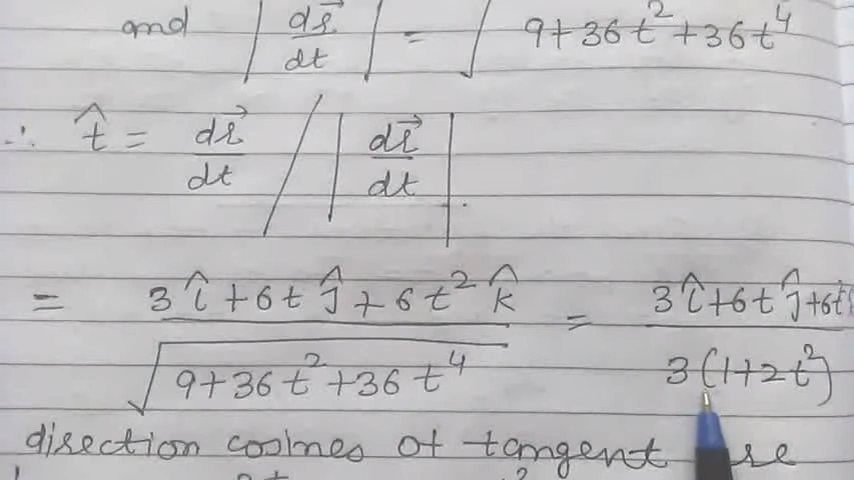 and |dr⃗/dt| = √9+36t²+36t⁴
∴ t̂ = dr⃗/dt / |dr⃗/dt|.
= 3î+6tĵ+6t²k̂ / √9+36t²+36t⁴ = 3î+6tĵ+6t / 3(1+2t²)
direction cosines of tangent